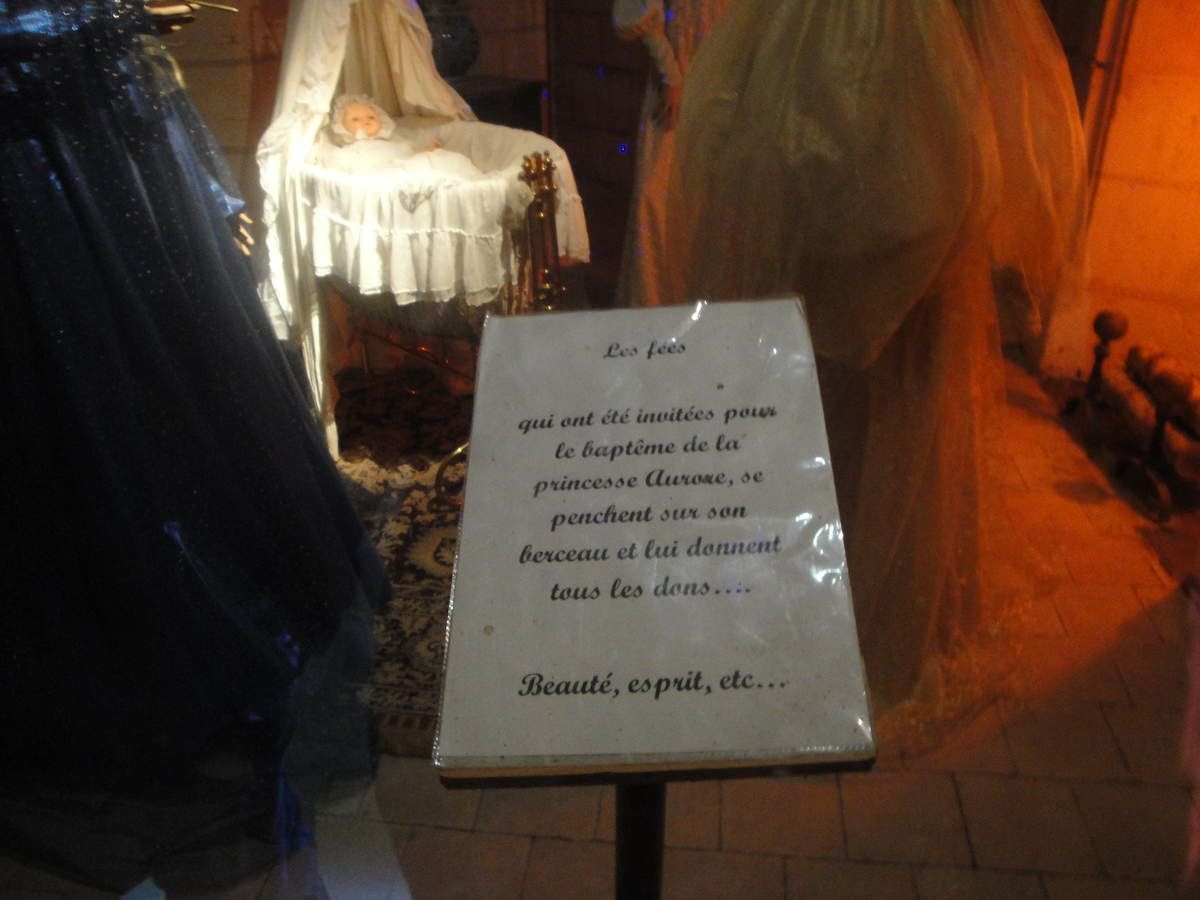 Les fées
qui ont été invitées pour
le baptême de la
princesse Aurore, se
penchent sur son
berceau et lui donnent
tous les dons....
Beauté, esprit, etc...